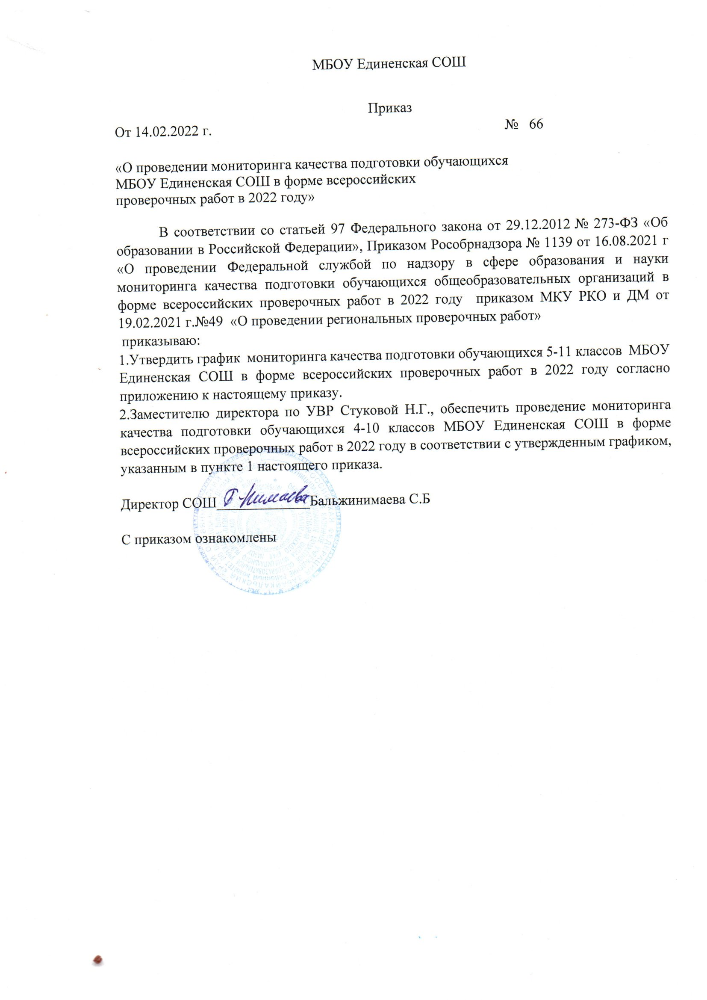 МБОУ Единенская СОШ
Приказ
От 14.02.2022 г. № 66
«О проведении мониторинга качества подготовки обучающихся
МБОУ Единенская СОШ в форме всероссийских
проверочных работ в 2022 году»
В соответствии со статьей 97 Федерального закона от 29.12.2012 № 273-ФЗ «Об
образовании в Российской Федерации», Приказом Рособрнадзора № 1139 от 16.08.2021 г
«О проведении Федеральной службой по надзору в сфере образования и науки
мониторинга качества подготовки обучающихся общеобразовательных организаций в
форме всероссийских проверочных работ в 2022 году приказом МКУ РКО и ДМ от
19.02.2021 г.№49 «О проведении региональных проверочных работ»
приказываю:
1.Утвердить график мониторинга качества подготовки обучающихся 5-11 классов МБОУ
Единенская СОШ в форме всероссийских проверочных работ в 2022 году согласно
приложению к настоящему приказу.
2.Заместителю директора по УВР Стуковой Н.Г., обеспечить проведение мониторинга
качества подготовки обучающихся 4-10 классов МБОУ Единенская СОШ в форме
всероссийских проверочных работ в 2022 году в соответствии с утвержденным графиком,
указанным в пункте 1 настоящего приказа.
Директор СОШ Бальжинимаева С.Б
С приказом ознакомлены
РОССИЙСКАЯ ФЕДЕРАЦИЯ ЗАБАЙКАЛЬСКИЙ КРАЙ